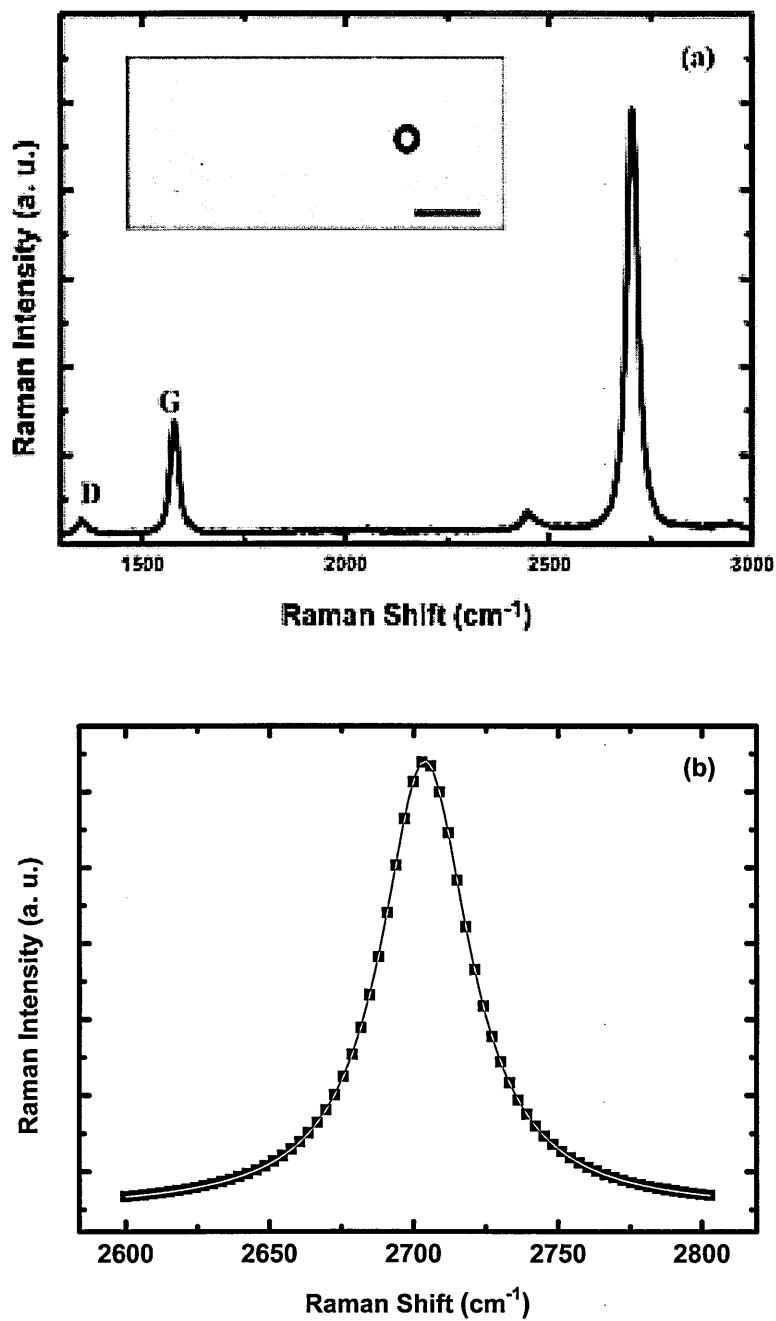 (a)
Raman Intensity (a. u.)
G
D
1500 2000 2500 3000
Raman Shift (cm-1)
(b)
Raman Intensity (a. u.)
2600 2650 2700 2750 2800
Raman Shift (cm-1)